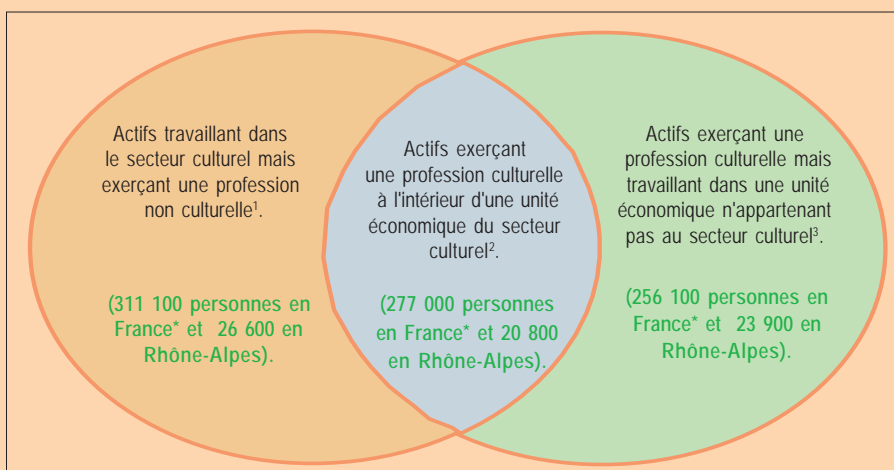 Actifs travaillant dans
le secteur culturel mais
exerçant une profession
non culturelle¹.
(311 100 personnes en
France* et 26 600 en
Rhône-Alpes).
Actifs exerçant
une profession culturelle
à l'intérieur d'une unité
économique du secteur
culturel².
(277 000 personnes
en France* et 20 800
en Rhône-Alpes).
Actifs exerçant une
profession culturelle mais
travaillant dans une unité
économique n'appartenant
pas au secteur culturel³.
(256 100 personnes en
France* et 23 900 en
Rhône-Alpes).